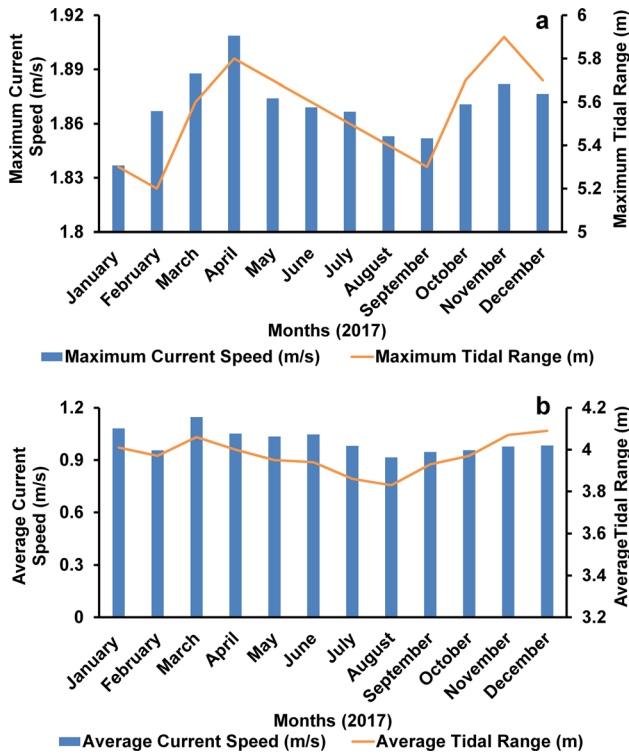 a
Maximum Current
Speed (m/s)
1.92
1.89
1.86
1.83
1.8
6
5.8
5.6
5.4
5.2
5
Maximum Tidal Range (m)
January
February
March
April
May
June
July
August
September
October
November
December
Months (2017)
Maximum Current Speed (m/s)
Maximum Tidal Range (m)
b
Average Current
Speed (m/s)
1.2
0.9
0.6
0.3
0
4.2
4
3.8
3.6
3.4
3.2
AverageTidal Range (m)
January
February
March
April
May
June
July
August
September
October
November
December
Months (2017)
Average Current Speed (m/s)
Average Tidal Range (m)